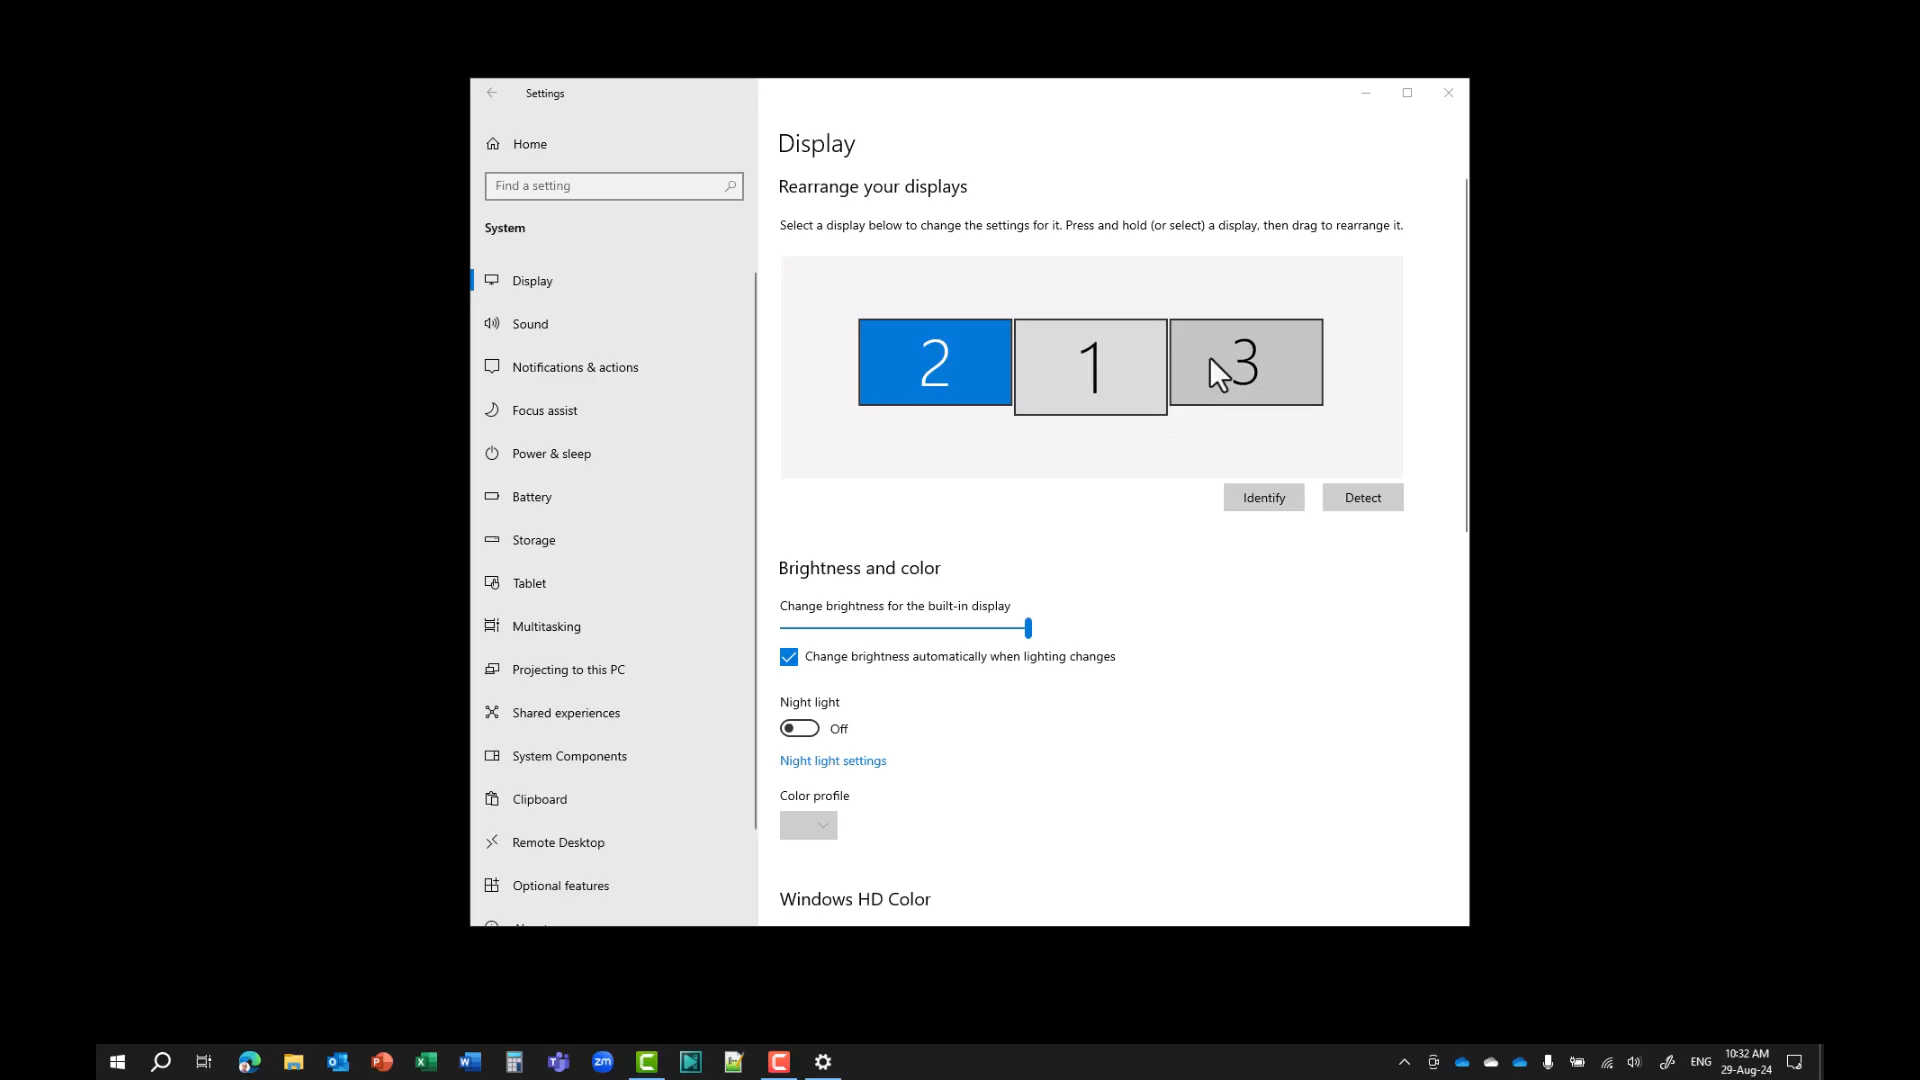 Settings
Home
Find a setting
System
Display
Sound
Notifications & actions
Focus assist
Power & sleep
Battery
Storage
Tablet
Multitasking
Projecting to this PC
Shared experiences
System Components
Clipboard
Remote Desktop
Optional features
Display
Rearrange your displays
Select a display below to change the settings for it. Press and hold (or select) a display, then drag to rearrange it.
2 1 3
Identify Detect
Brightness and color
Change brightness for the built-in display
Change brightness automatically when lighting changes
Night light
Off
Night light settings
Color profile
Windows HD Color
zm
ENG
10:32 AM
29-Aug-24